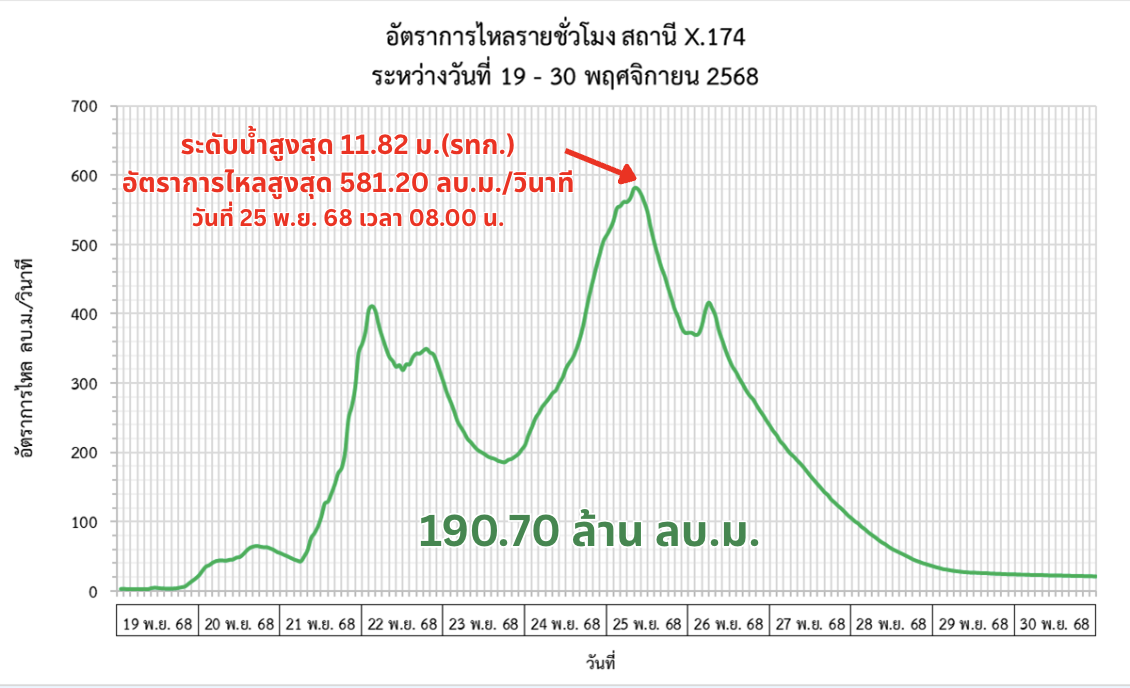 อัตราการไหลรายชั่วโมง สถานี X.174
ระหว่างวันที่ 19 - 30 พฤศจิกายน 2568
ระดับน้ำสูงสุด 11.82 ม.(รทก.)
อัตราการไหลสูงสุด 581.20 ลบ.ม./วินาที
วันที่ 25 พ.ย. 68 เวลา 08.00 น.
อัตราการไหล ลบ.ม./วินาที
700
600
500
400
300
200
100
0
190.70 ล้าน ลบ.ม.
19 พ.ย. 68 20 พ.ย. 68 21 พ.ย. 68 22 พ.ย. 68 23 พ.ย. 68 24 พ.ย. 68 25 พ.ย. 68 26 พ.ย. 68 27 พ.ย. 68 28 พ.ย. 68 29 พ.ย. 68 30 พ.ย. 68
วันที่